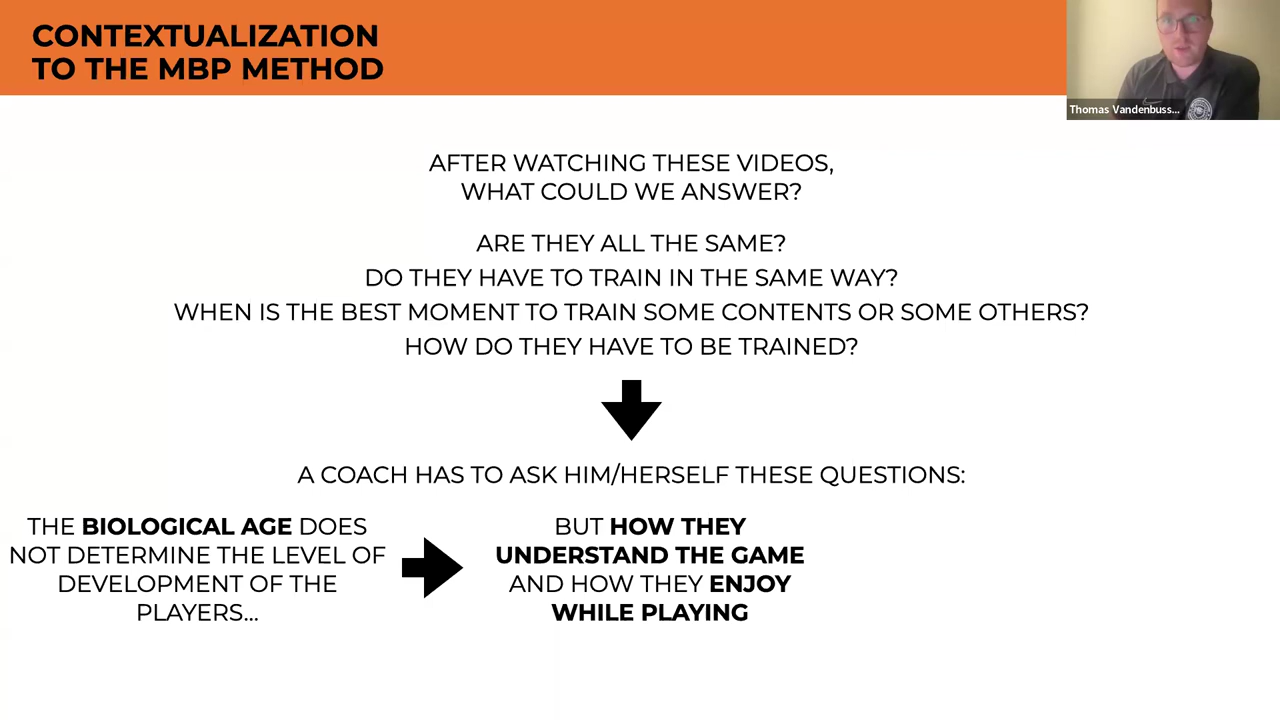 CONTEXTUALIZATION
TO THE MBP METHOD
Thomas Vandenbuss...
AFTER WATCHING THESE VIDEOS,
WHAT COULD WE ANSWER?
ARE THEY ALL THE SAME?
DO THEY HAVE TO TRAIN IN THE SAME WAY?
WHEN IS THE BEST MOMENT TO TRAIN SOME CONTENTS OR SOME OTHERS?
HOW DO THEY HAVE TO BE TRAINED?
A COACH HAS TO ASK HIM/HERSELF THESE QUESTIONS:
THE BIOLOGICAL AGE DOES
NOT DETERMINE THE LEVEL OF
DEVELOPMENT OF THE
PLAYERS...
BUT HOW THEY
UNDERSTAND THE GAME
AND HOW THEY ENJOY
WHILE PLAYING